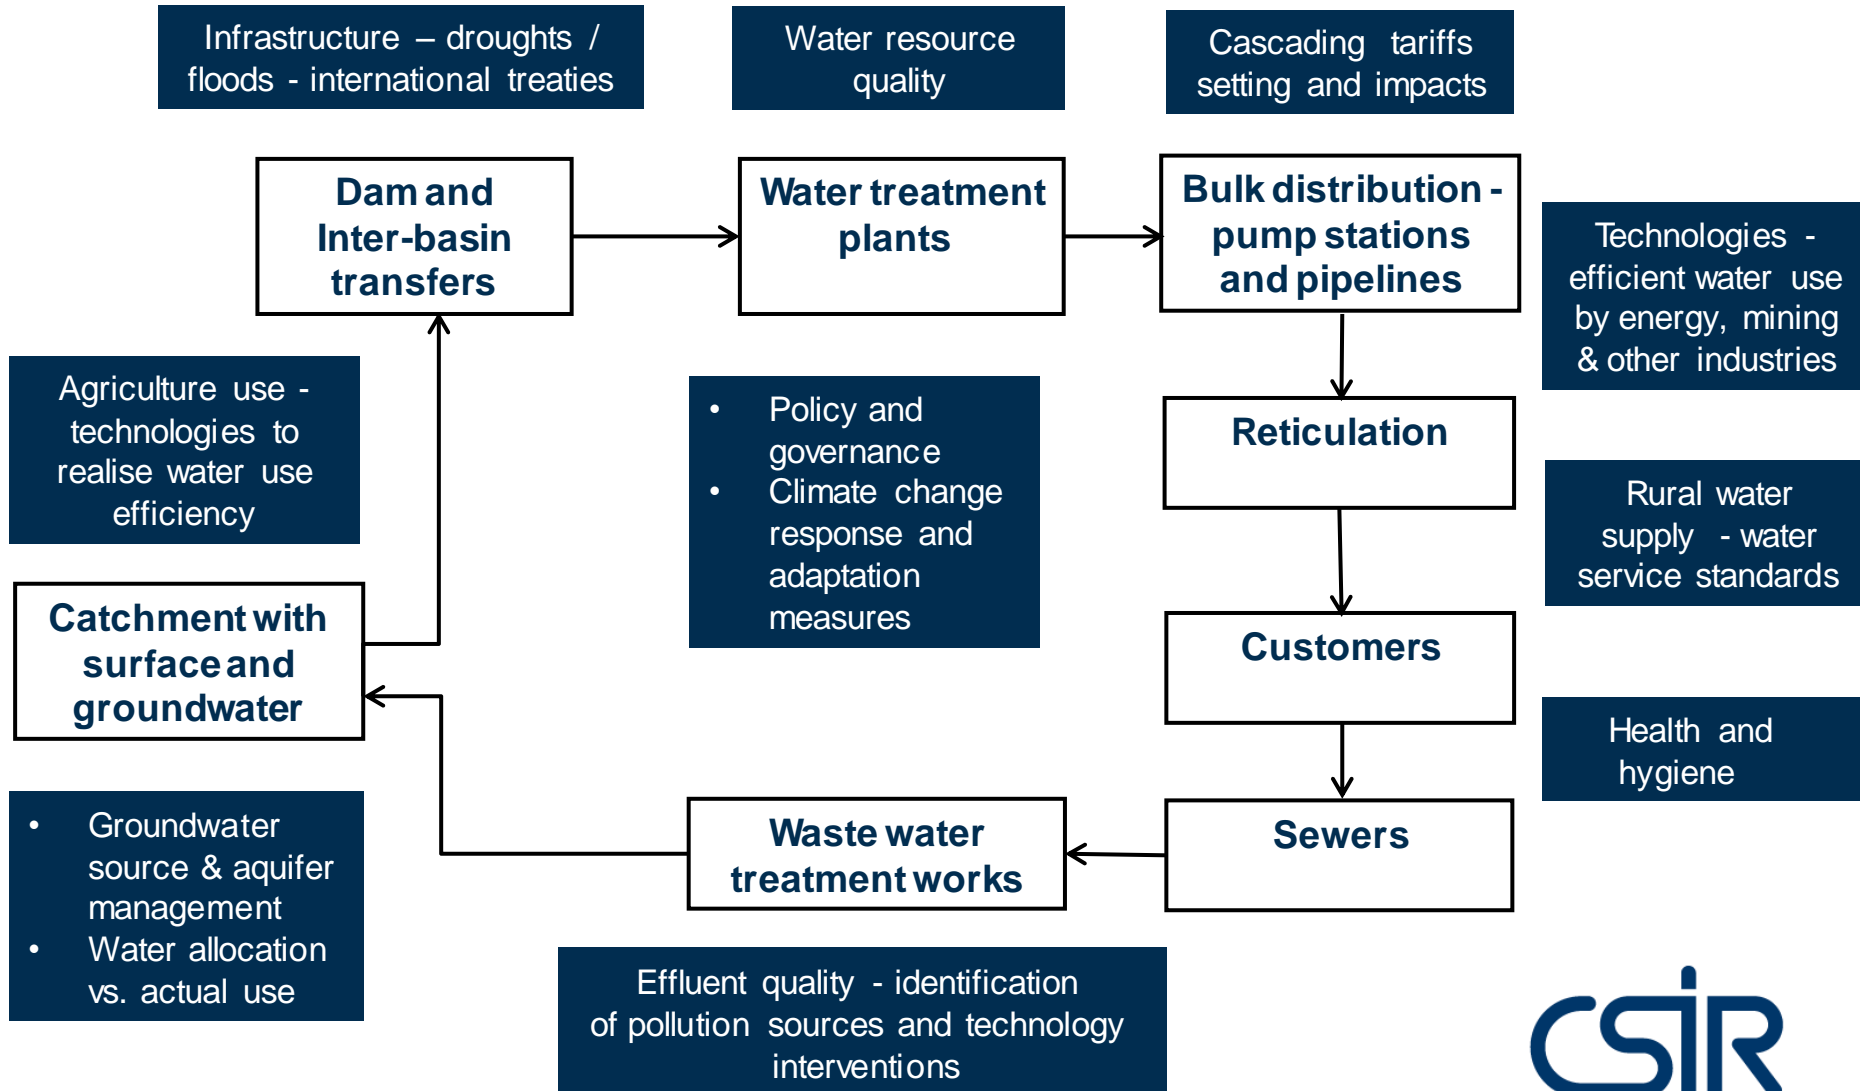 Infrastructure – droughts /
floods - international treaties
Water resource
quality
Cascading tariffs
setting and impacts
Dam and
Inter-basin
transfers
Water treatment
plants
Bulk distribution -
pump stations
and pipelines
Technologies -
efficient water use
by energy, mining
& other industries
Agriculture use -
technologies to
realise water use
efficiency
• Policy and
governance
• Climate change
response and
adaptation
measures
Reticulation
Rural water
supply - water
service standards
Catchment with
surface and
groundwater
Customers
Health and
hygiene
• Groundwater
source & aquifer
management
• Water allocation
vs. actual use
Waste water
treatment works
Sewers
Effluent quality - identification
of pollution sources and technology
interventions
CSIR